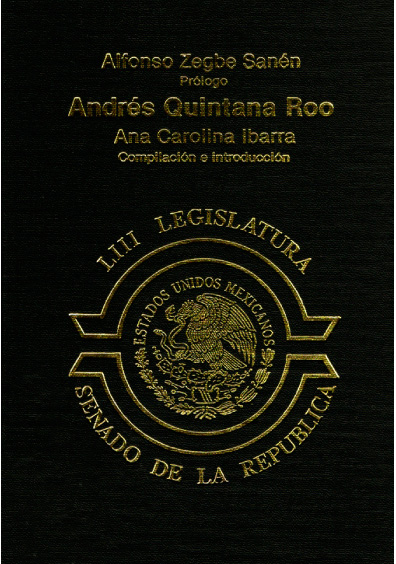 Alfonso Zegbe Sanén
Prólogo
Andrés Quintana Roo
Ana Carolina Ibarra
Compilación e introducción
LIII LEGISLATURA
ESTADOS UNIDOS MEXICANOS
SENADO DE LA REPUBLICA